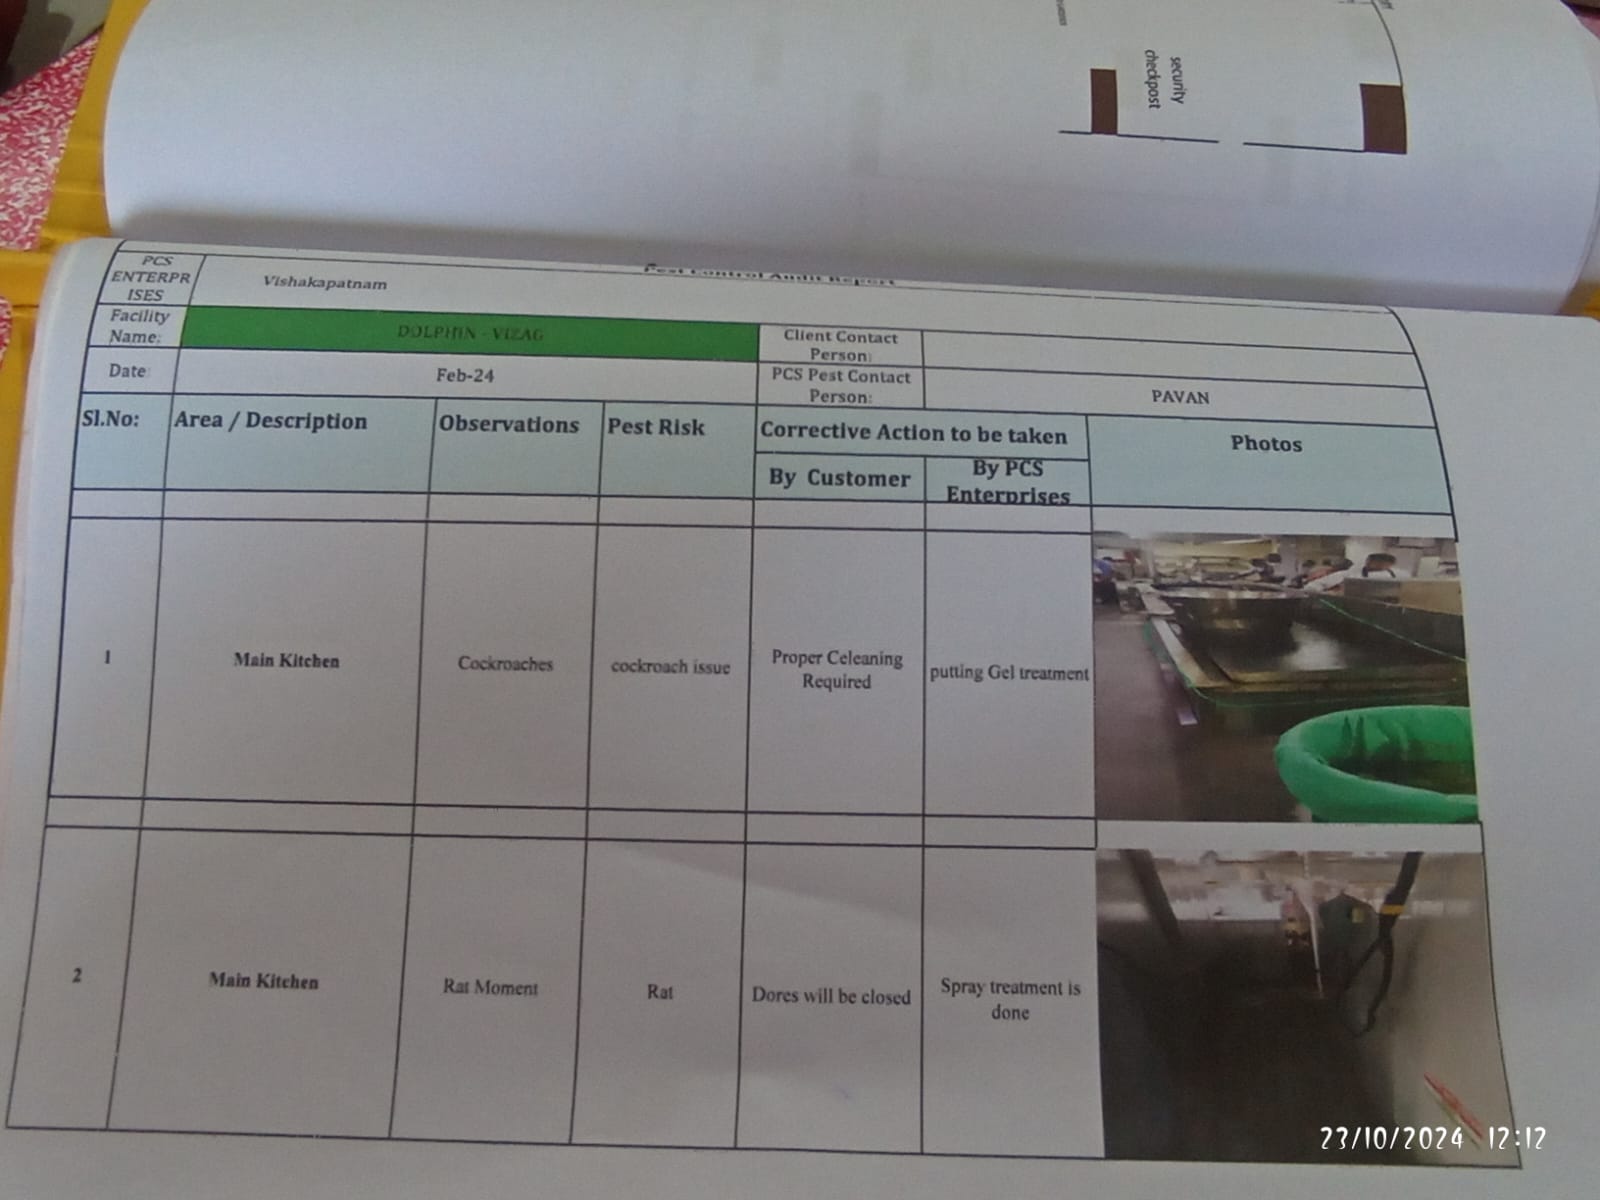 security
checkpost
Pest Control Audit Report
PCS
ENTERPR
ISES
Vishakapatnam
Facility
Name:
DOLPHIN - VIZAG
Client Contact
Person:
Date:
Feb-24
PCS Pest Contact
Person:
PAVAN
Sl.No:
Area / Description
Observations
Pest Risk
Corrective Action to be taken
Photos
By Customer
By PCS
Enterprises
1
Main Kitchen
Cockroaches
cockroach issue
Proper Celeaning
Required
putting Gel treatment
2
Main Kitchen
Rat Moment
Rat
Dores will be closed
Spray treatment is
done
23/10/2024 12:12